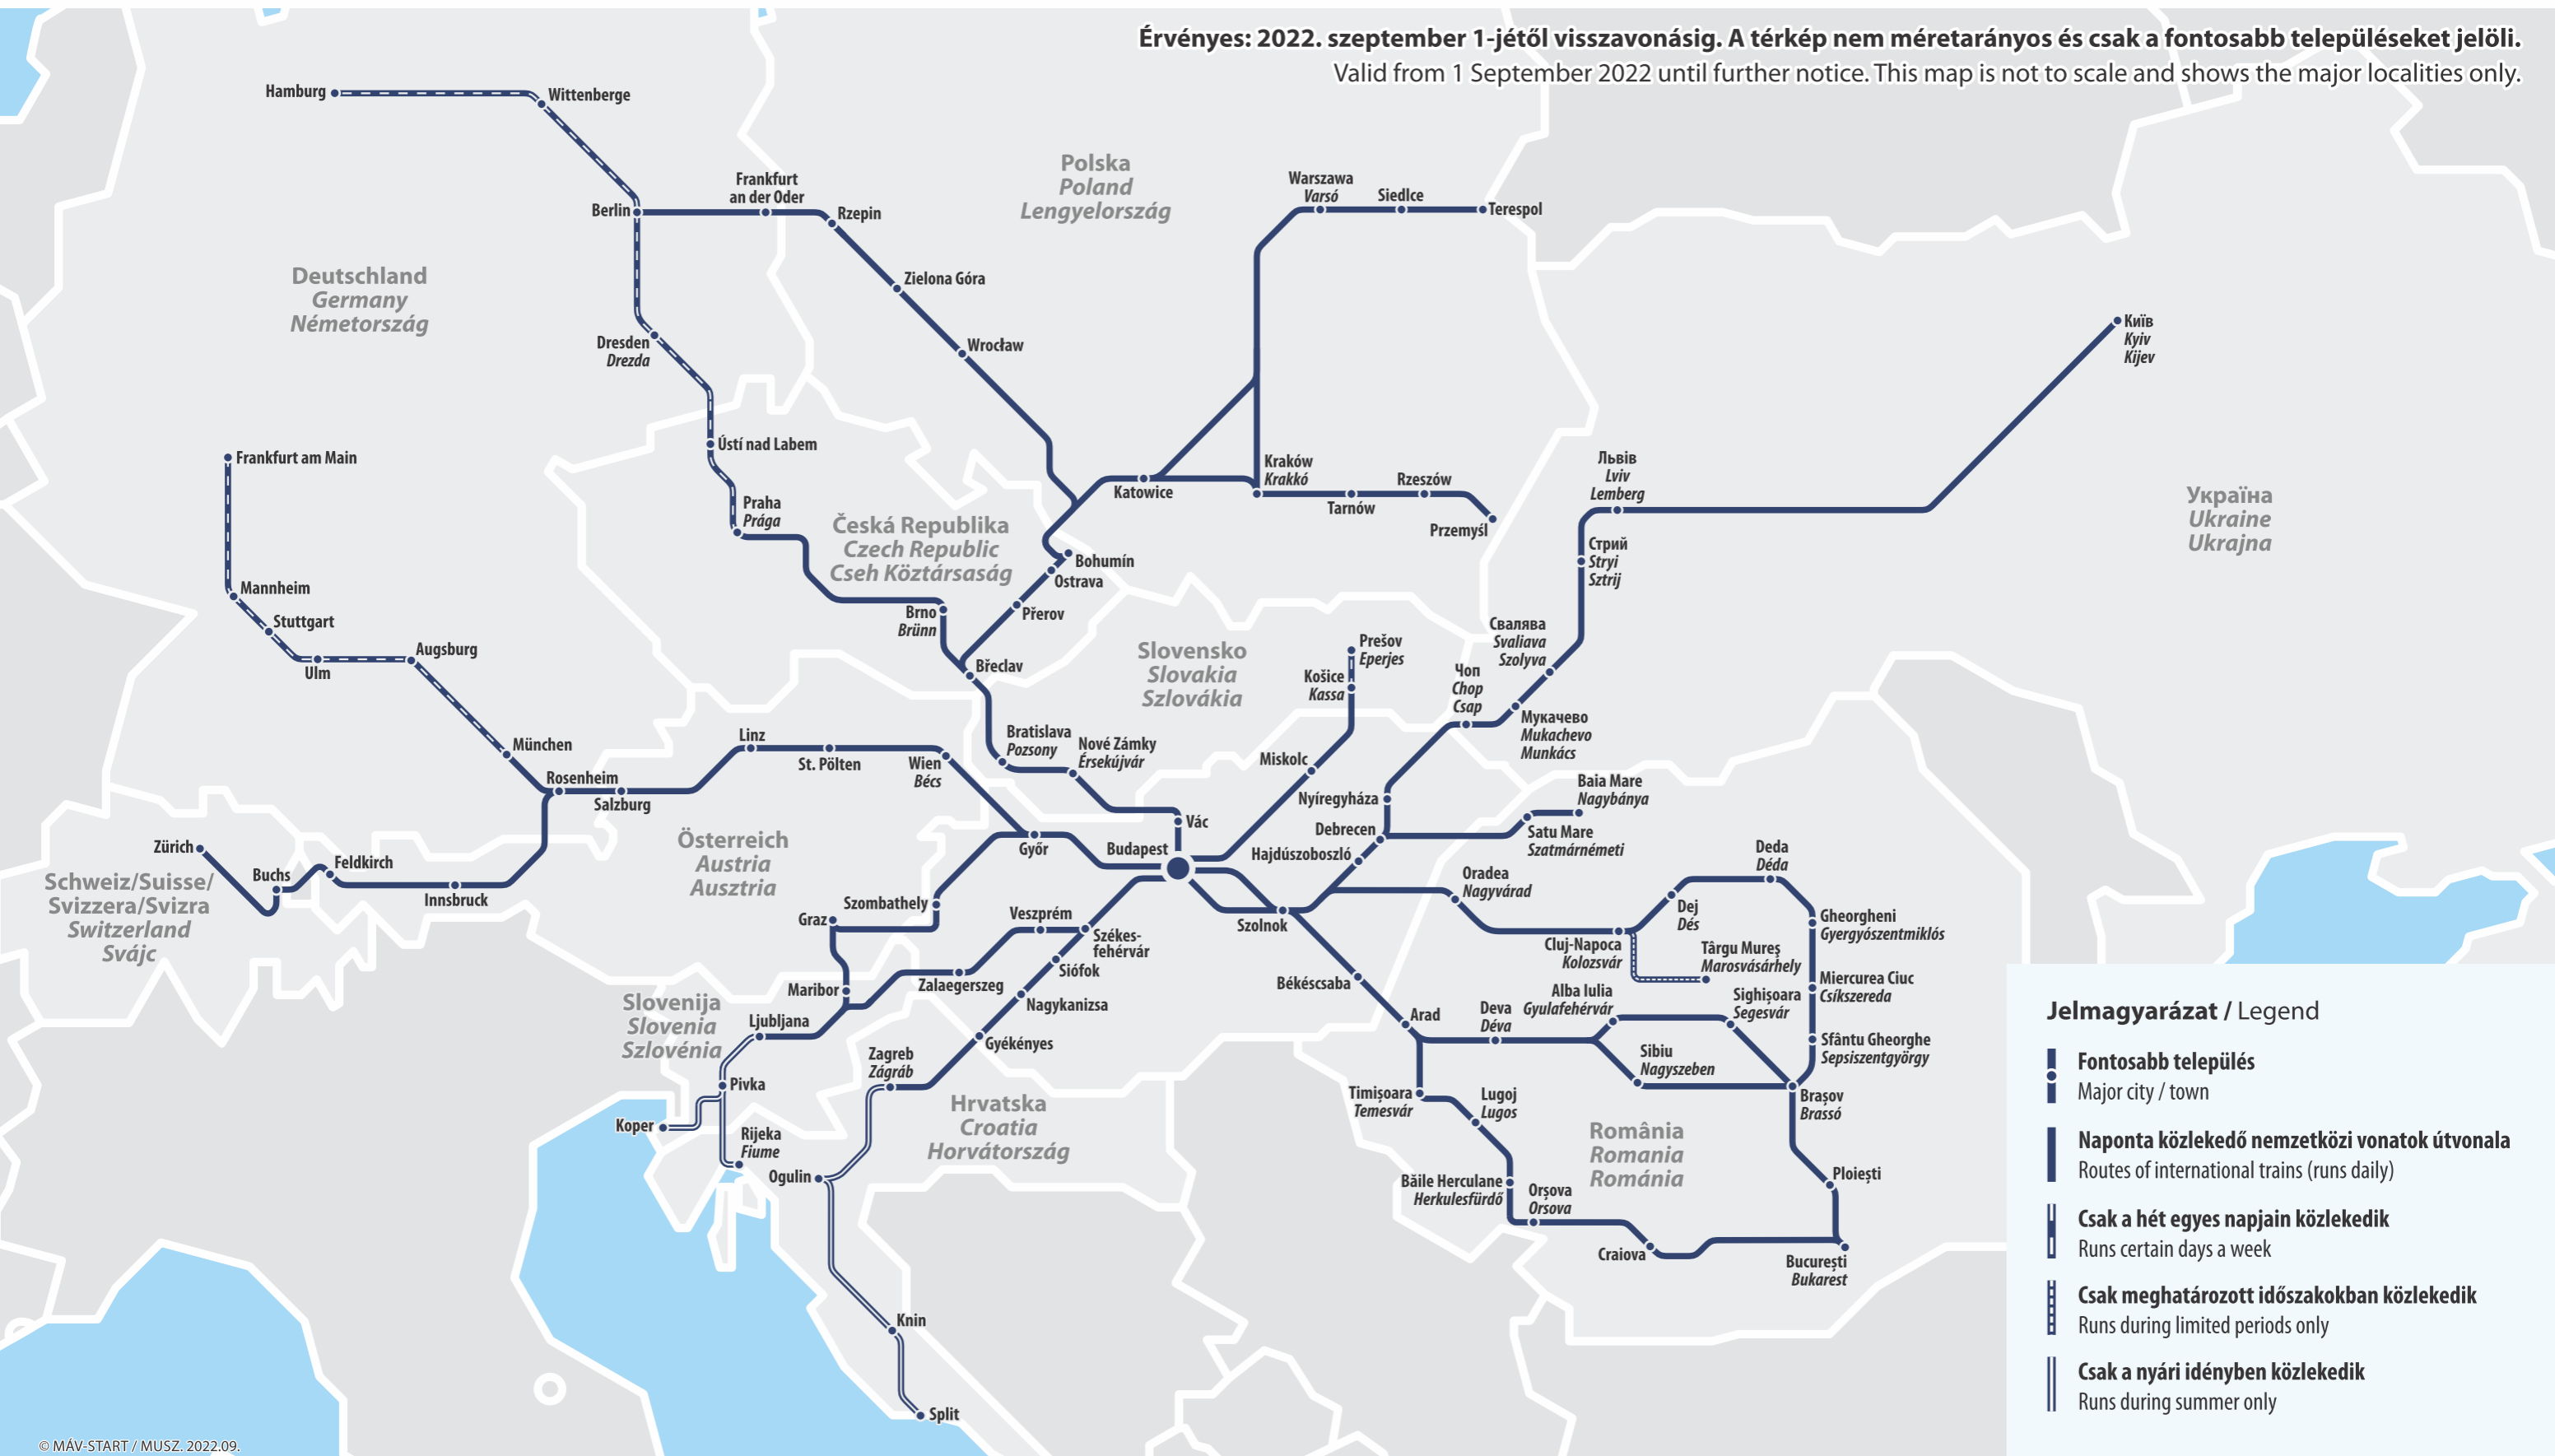 Érvényes: 2022. szeptember 1-jétől visszavonásig. A térkép nem méretarányos és csak a fontosabb településeket jelöli.
Valid from 1 September 2022 until further notice. This map is not to scale and shows the major localities only.
Hamburg
Wittenberge
Berlin
Frankfurt
an der Oder
Rzepin
Zielona Góra
Wrocław
Polska
Poland
Lengyelország
Warszawa
Varsó
Siedlce
Terespol
Deutschland
Germany
Németország
Dresden
Drezda
Ústí nad Labem
Praha
Prága
Česká Republika
Czech Republic
Cseh Köztársaság
Київ
Kyiv
Kijev
Україна
Ukraine
Ukrajna
Львів
Lviv
Lemberg
Стрий
Stryi
Sztrij
Свалява
Svaliava
Szolyva
Чоп
Chop
Csap
Мукачево
Mukachevo
Munkács
Katowice
Kraków
Krakkó
Tarnów
Rzeszów
Przemyśl
Bohumín
Ostrava
Přerov
Brno
Brünn
Břeclav
Slovensko
Slovakia
Szlovákia
Prešov
Eperjes
Košice
Kassa
Frankfurt am Main
Mannheim
Stuttgart
Ulm
Augsburg
München
Rosenheim
Salzburg
Linz
St. Pölten
Wien
Bécs
Bratislava
Pozsony
Nové Zámky
Érsekújvár
Vác
Miskolc
Nyíregyháza
Debrecen
Hajdúszoboszló
Baia Mare
Nagybánya
Satu Mare
Szatmárnémeti
Zürich
Buchs
Feldkirch
Innsbruck
Schweiz/Suisse/
Svizzera/Svizra
Switzerland
Svájc
Österreich
Austria
Ausztria
Győr
Budapest
Szombathely
Graz
Veszprém
Székes-
fehérvár
Siófok
Zalaegerszeg
Nagykanizsa
Gyékényes
Maribor
Ljubljana
Slovenija
Slovenia
Szlovénia
Pivka
Koper
Rijeka
Fiume
Zagreb
Zágráb
Ogulin
Hrvatska
Croatia
Horvátország
Knin
Split
Szolnok
Békéscsaba
Oradea
Nagyvárad
Cluj-Napoca
Kolozsvár
Dej
Dés
Deda
Déda
Gheorgheni
Gyergyószentmiklós
Târgu Mureş
Marosvásárhely
Miercurea Ciuc
Csíkszereda
Alba Iulia
Gyulafehérvár
Sighişoara
Segesvár
Sfântu Gheorghe
Sepsiszentgyörgy
Arad
Deva
Déva
Sibiu
Nagyszeben
Braşov
Brassó
Timişoara
Temesvár
Lugoj
Lugos
România
Romania
Románia
Băile Herculane
Herkulesfürdő
Orşova
Orsova
Craiova
Ploieşti
Bucureşti
Bukarest
Jelmagyarázat / Legend
Fontosabb település
Major city / town
Naponta közlekedő nemzetközi vonatok útvonala
Routes of international trains (runs daily)
Csak a hét egyes napjain közlekedik
Runs certain days a week
Csak meghatározott időszakokban közlekedik
Runs during limited periods only
Csak a nyári idényben közlekedik
Runs during summer only
© MÁV-START / MUSZ. 2022.09.